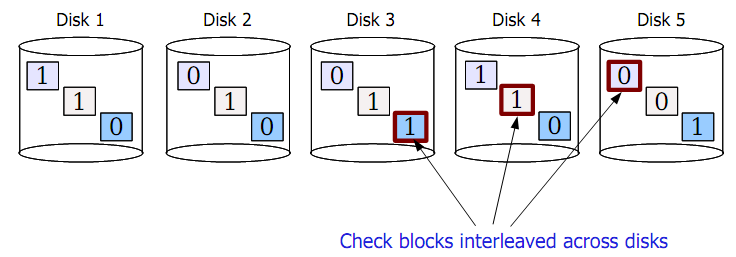 Disk 1 Disk 2 Disk 3 Disk 4 Disk 5
1 0 0 1 0
1 1 1 1 0
0 0 1 0 1
Check blocks interleaved across disks